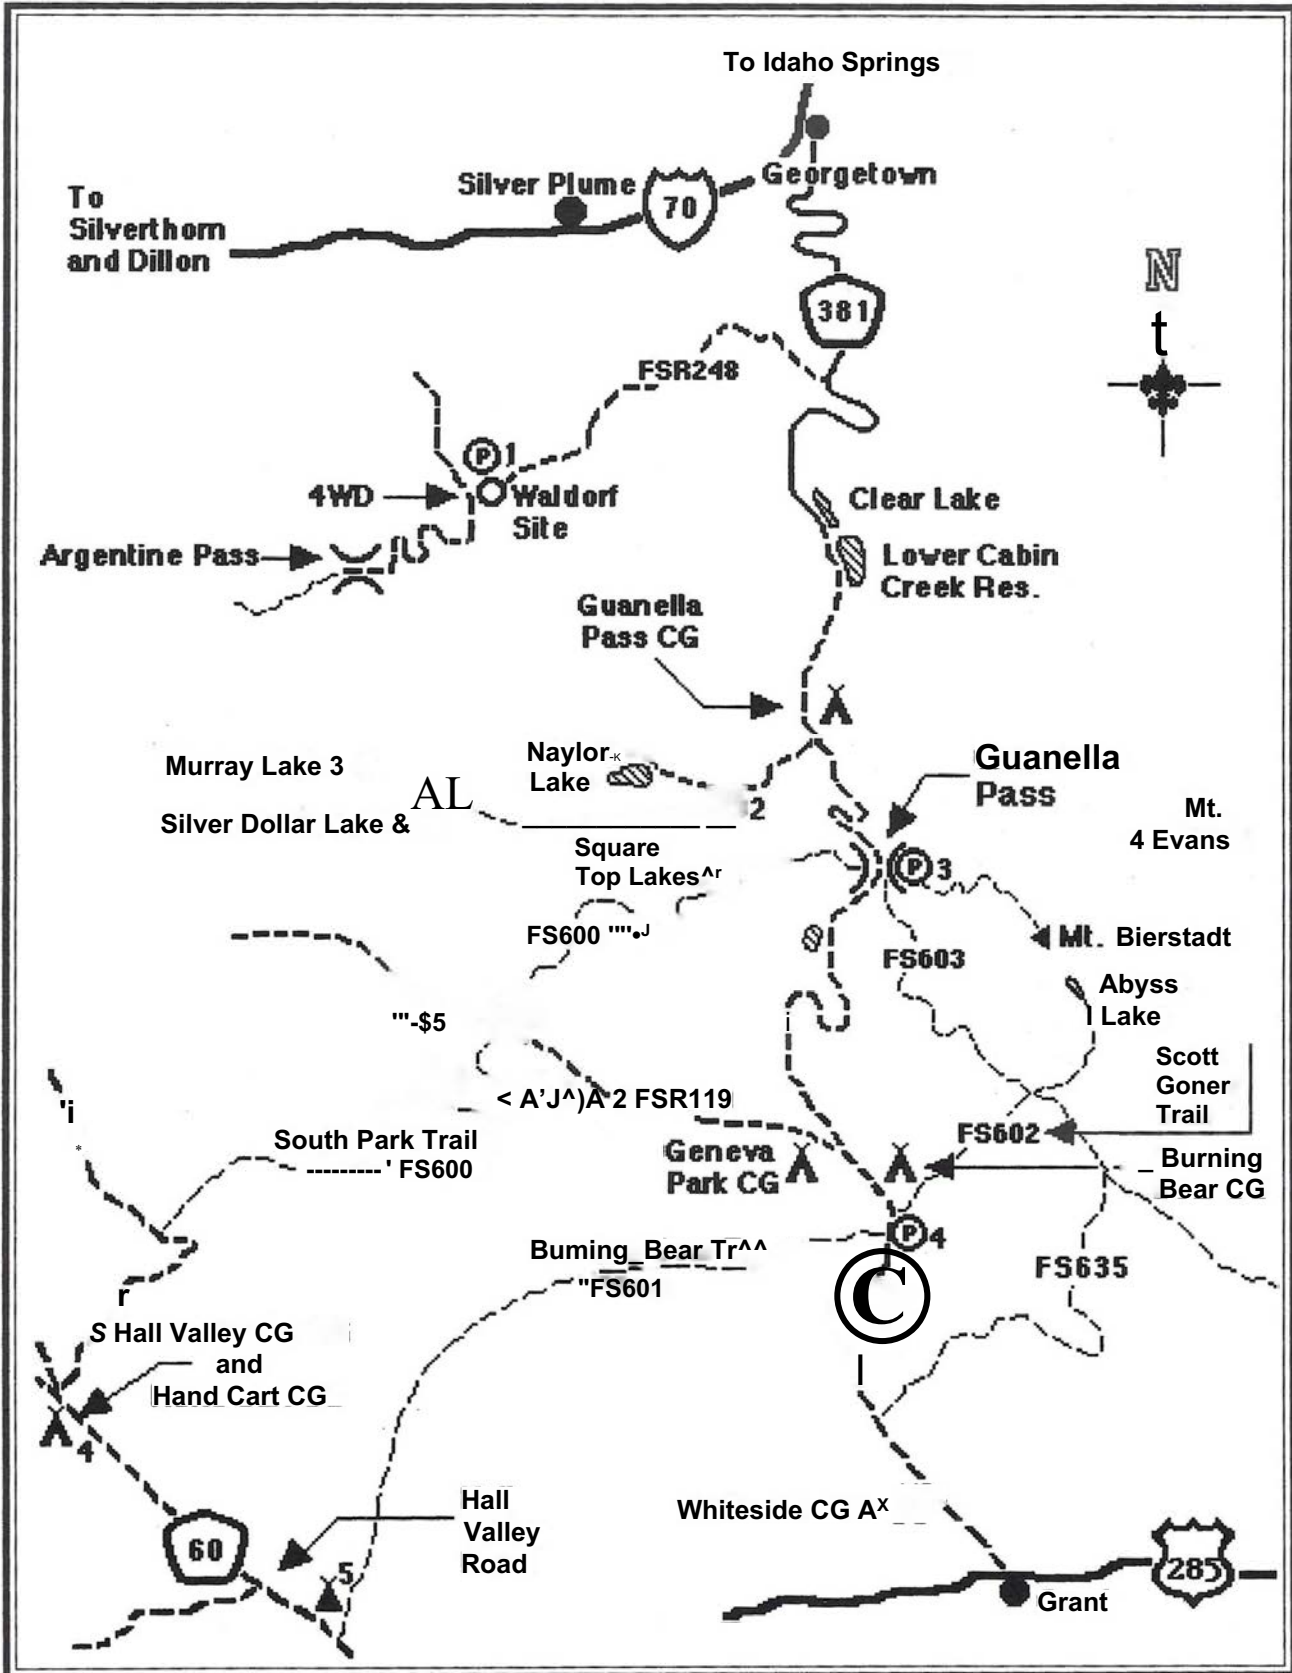 To Idaho Springs
Georgetown
Silver Plume
70
To
Silverthorn
and Dillon
N
t
381
FSR248
P 1
4WD
Waldorf
Site
Clear Lake
Argentine Pass
Lower Cabin
Creek Res.
Guanella
Pass CG
Naylor-K
Lake
Murray Lake 3
AL
Silver Dollar Lake &
2
Guanella
Pass
Mt.
4 Evans
Square
Top Lakes^r
P 3
FS600 ""'•J
FS603
Mt. Bierstadt
Abyss
Lake
'"-$5
Scott
Goner
Trail
< A'J^)A 2 FSR119
'i
*
South Park Trail
--------- ' FS600
Geneva
Park CG
FS602
_ Burning
Bear CG
P 4
Buming_Bear Tr^^
"FS601
©
FS635
r
S Hall Valley CG
and
Hand Cart CG
4
Hall
Valley
Road
Whiteside CG A^X
60
5
285
Grant